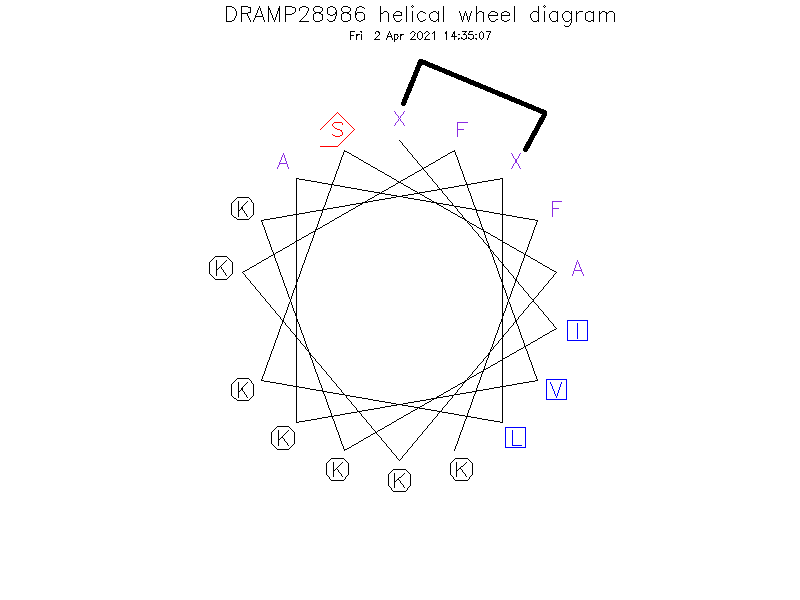 DRAMP28986 helical wheel diagram
Fri 2 Apr 2021 14:35:07
X
S F
A X
K F
K A
I
K V
K L
K K
K